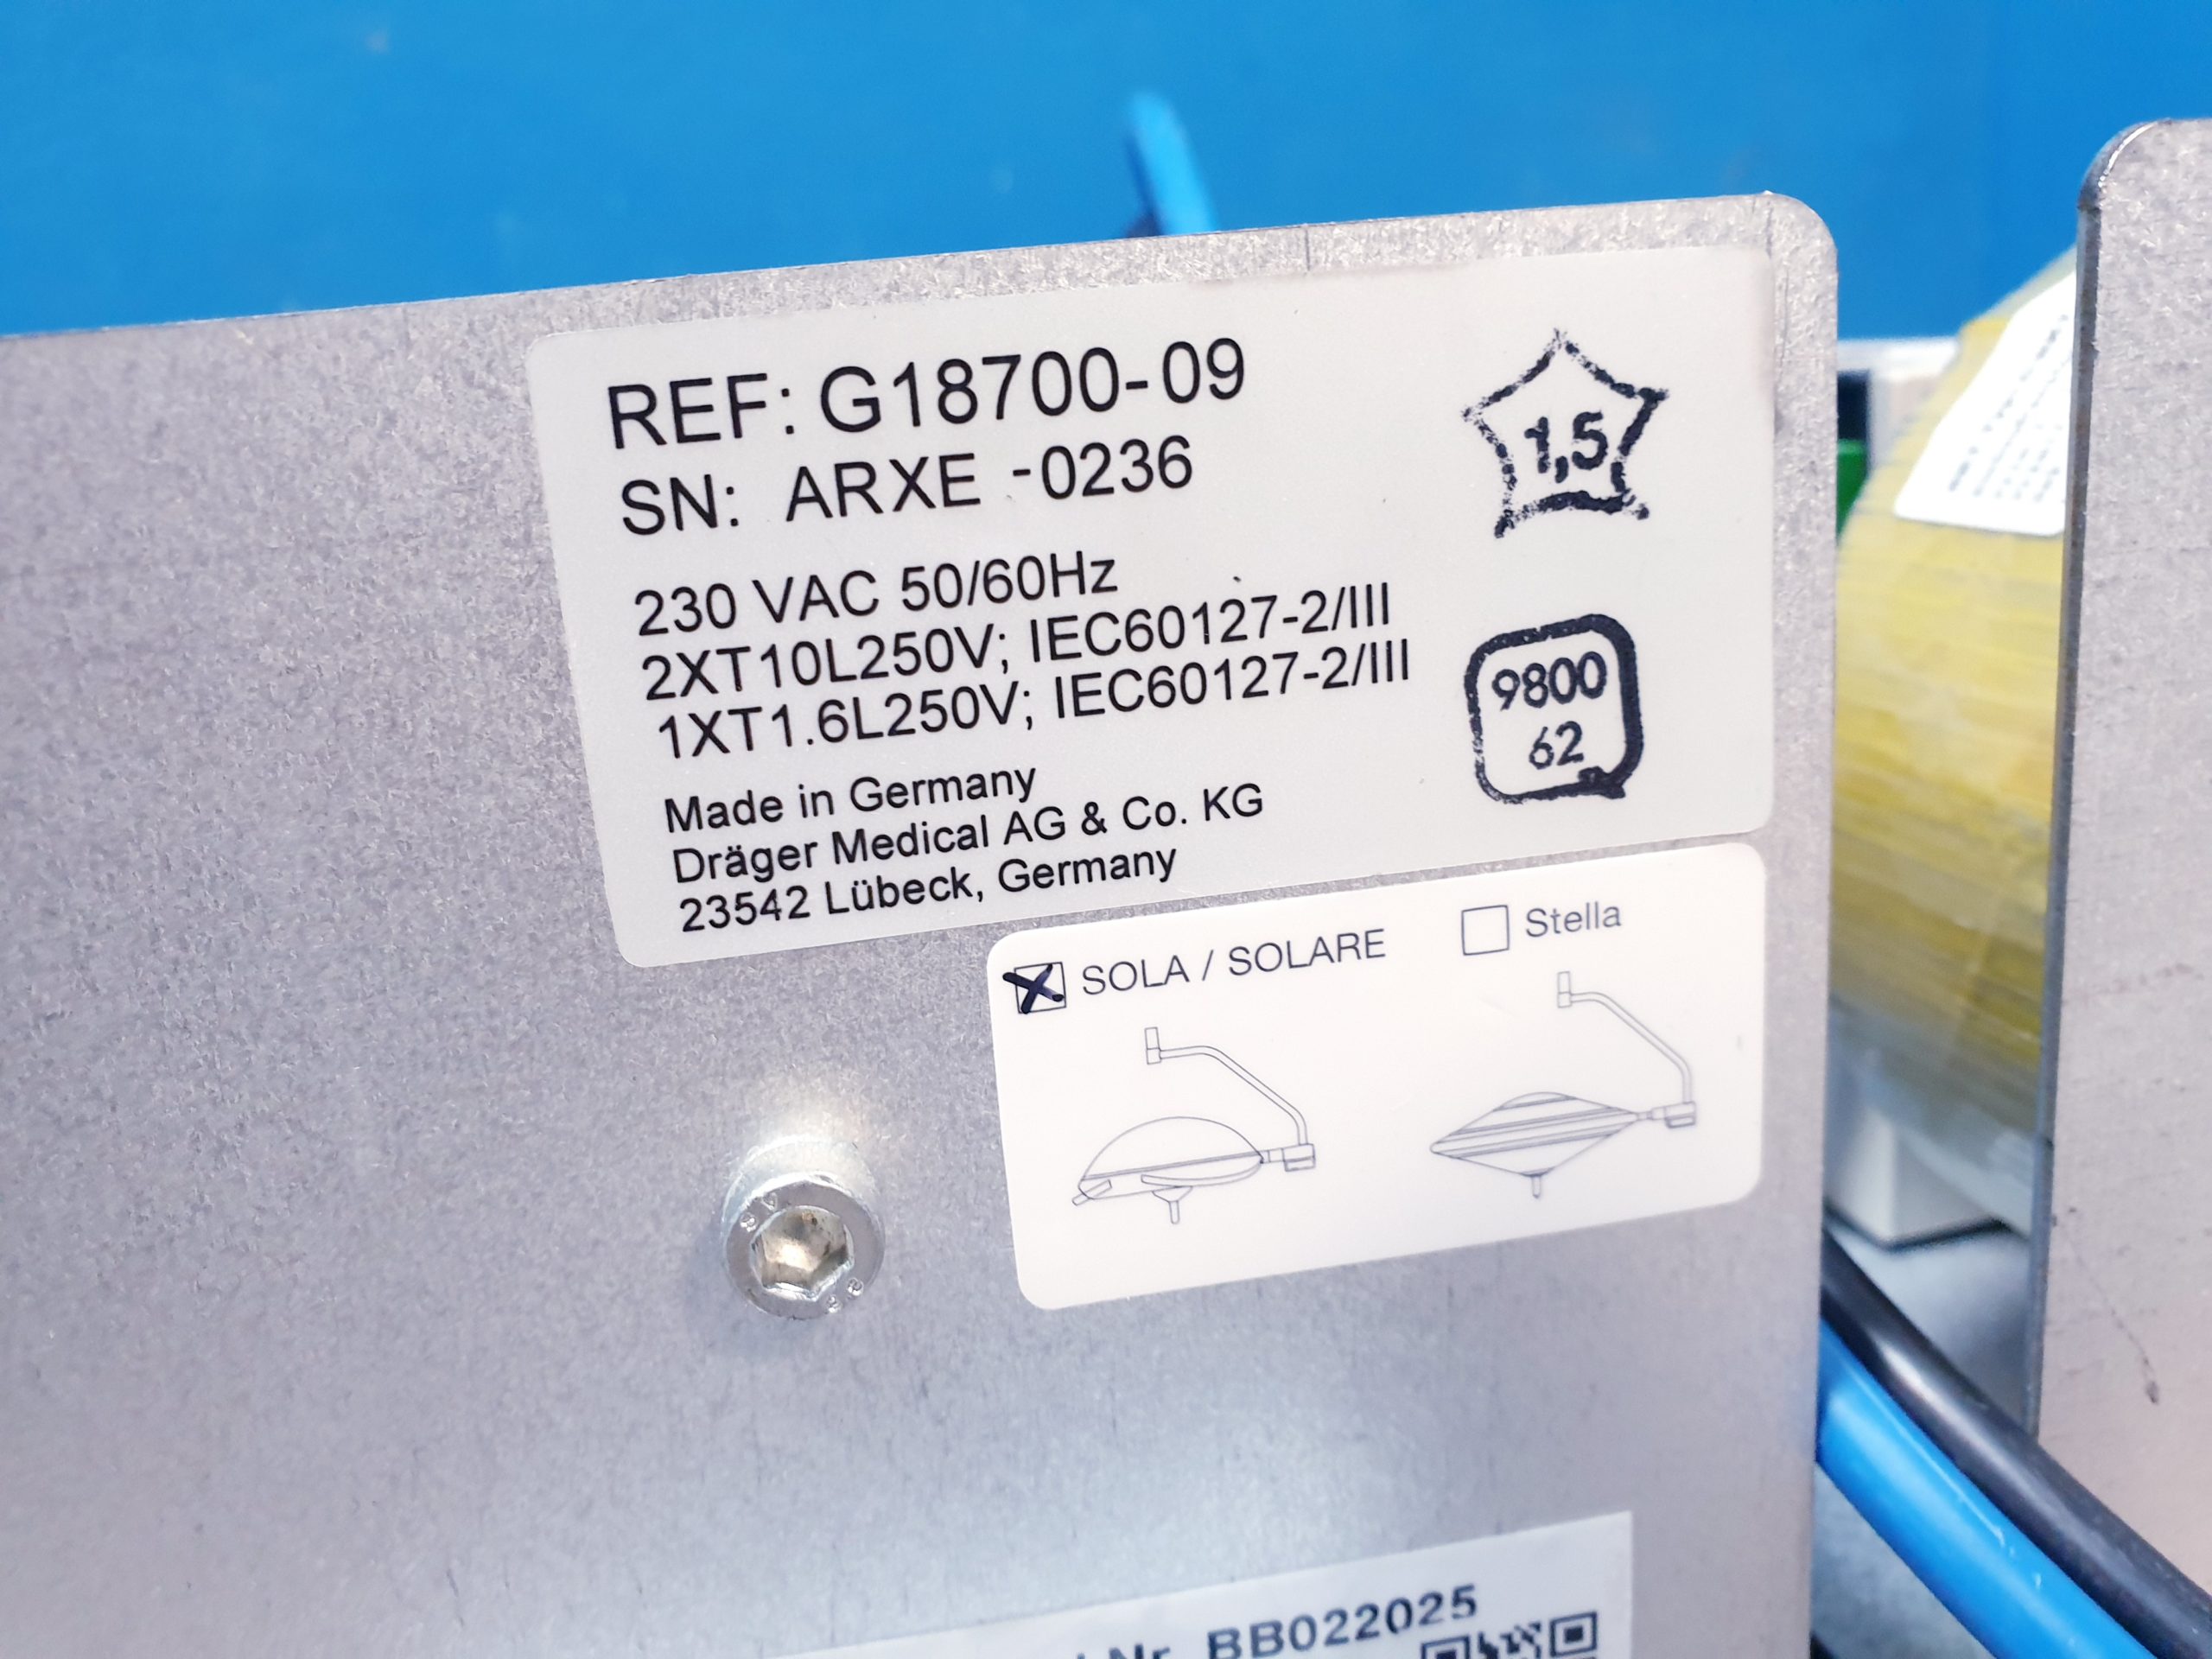 REF: G18700-09
SN: ARXE -0236
1,5
230 VAC 50/60Hz
2XT10L250V; IEC60127-2/III
1XT1.6L250V; IEC60127-2/III
9800
62
Made in Germany
Dräger Medical AG & Co. KG
23542 Lübeck, Germany
SOLA / SOLARE
Stella
Nr. BB022025